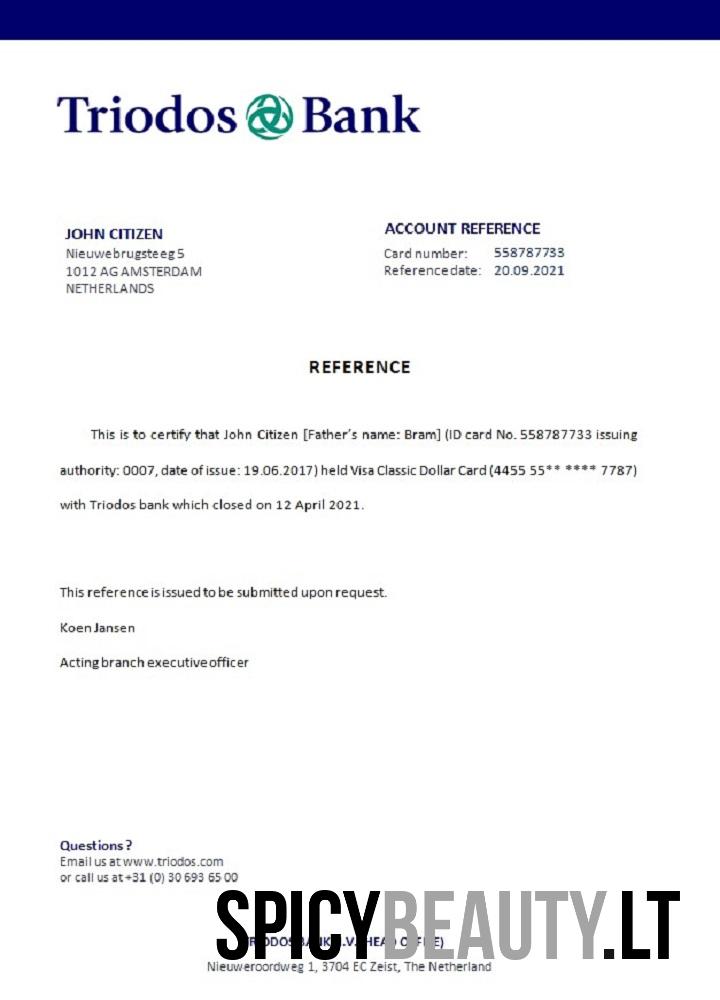 Triodos Bank
JOHN CITIZEN
Nieuwebrugsteeg 5
1012 AG AMSTERDAM
NETHERLANDS
ACCOUNT REFERENCE
Card number: 558787733
Reference date: 20.09.2021
REFERENCE
This is to certify that John Citizen [Father's name: Bram] (ID card No. 558787733 issuing
authority: 0007, date of issue: 19.06.2017) held Visa Classic Dollar Card (4455 55** **** 7787)
with Triodos bank which closed on 12 April 2021.
This reference is issued to be submitted upon request.
Koen Jansen
Acting branch executive officer
Questions?
Email us at www.triodos.com
or call us at +31 (0) 30 693 65 00
SPICYBEAUTY.LT
TRIODOS BANK N.V. (HEAD OFFICE)
Nieuweroordweg 1, 3704 EC Zeist, The Netherland